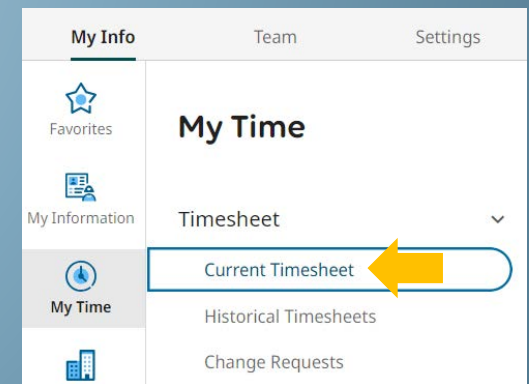 My Info
Team
Settings
Favorites
My Time
My Information
Timesheet
Current Timesheet
My Time
Historical Timesheets
Change Requests